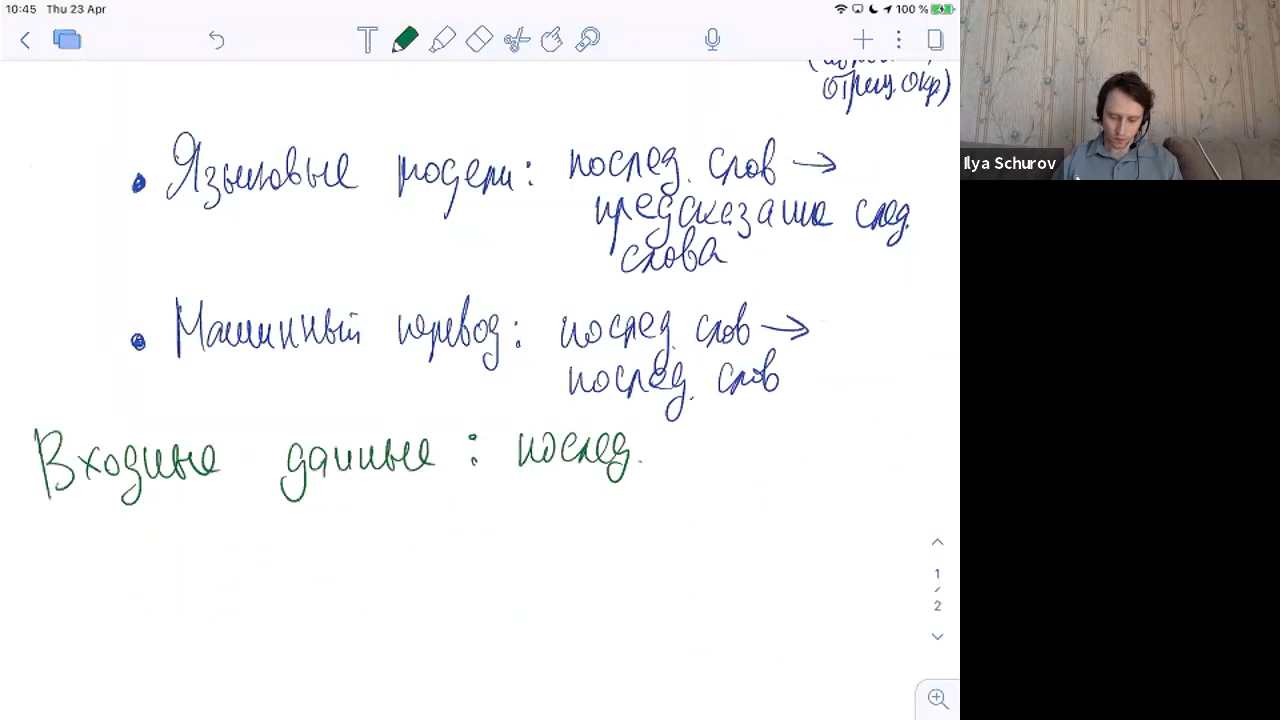 10:45 Thu 23 Apr
100 %
отриц. окр)
Ilya Schurov
• Языковые модели: послед. слов →
предсказание след.
слова
• Машинный перевод: послед. слов →
послед. слов
Входные данные: послед.
1
/
2